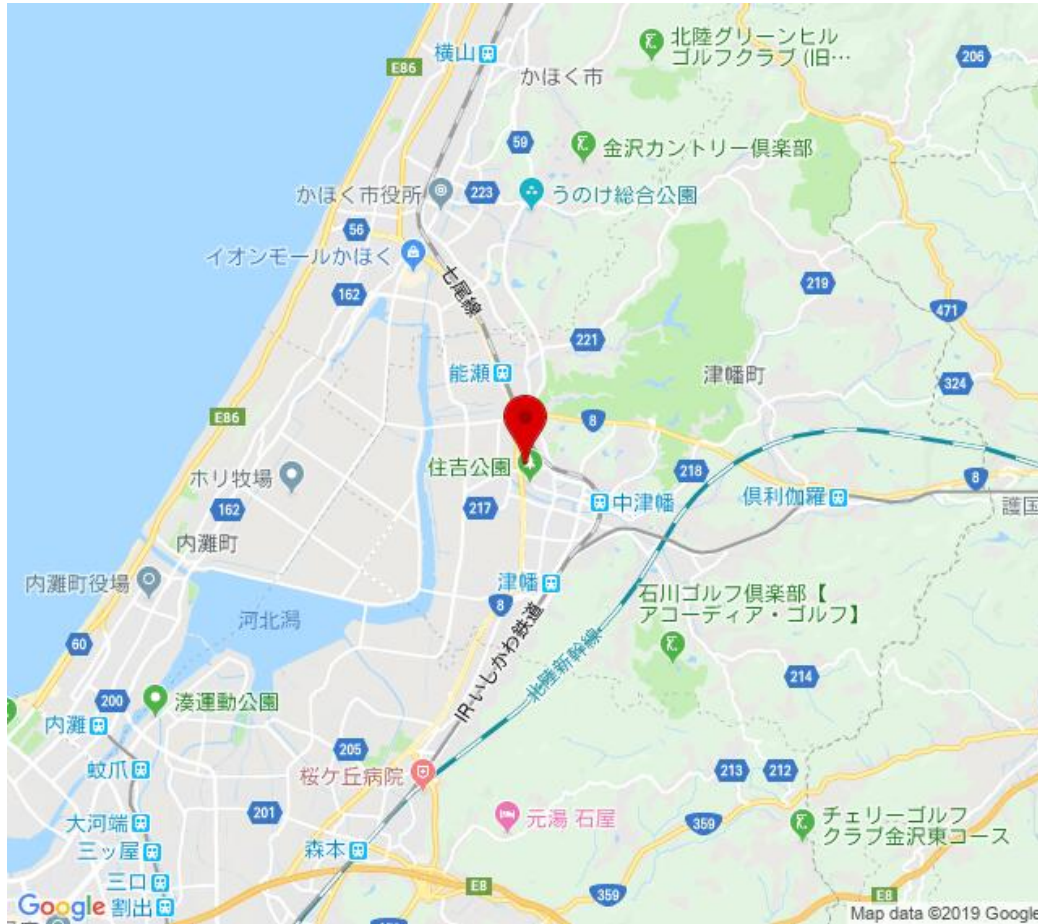 横山
E86
北陸グリーンヒル
ゴルフクラブ (旧…
206
かほく市
59
金沢カントリー倶楽部
かほく市役所
223
うのけ総合公園
56
イオンモールかほく
162
七尾線
219
471
221
能瀬
津幡町
324
E86
8
住吉公園
218
ホリ牧場
162
217
中津幡
倶利伽羅
8
護国
内灘町
内灘町役場
津幡
石川ゴルフ倶楽部【
アコーディア・ゴルフ】
8
河北潟
60
IRいしかわ鉄道
北陸新幹線
214
200
湊運動公園
内灘
205
蚊爪
桜ケ丘病院
213
212
201
元湯 石屋
359
チェリーゴルフ
クラブ金沢東コース
大河端
三ッ屋
森本
三口
E8
359
E8
Google
割出
Map data ©2019 Google